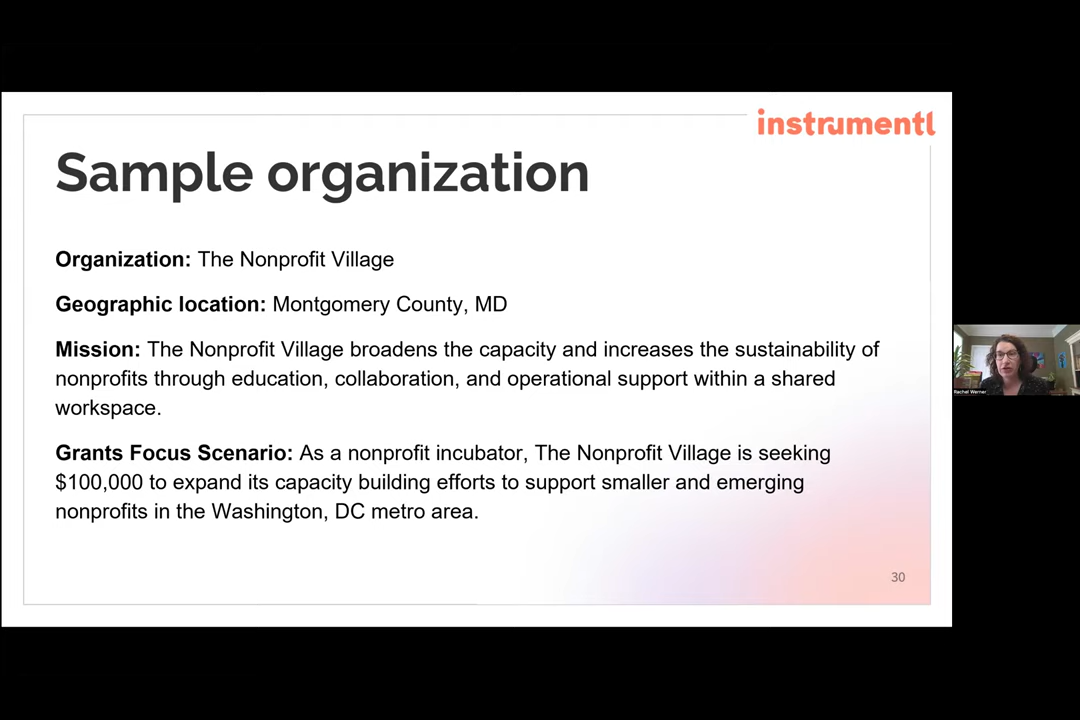 instrumentl
Sample organization
Organization: The Nonprofit Village
Geographic location: Montgomery County, MD
Mission: The Nonprofit Village broadens the capacity and increases the sustainability of
nonprofits through education, collaboration, and operational support within a shared
workspace.
Grants Focus Scenario: As a nonprofit incubator, The Nonprofit Village is seeking
$100,000 to expand its capacity building efforts to support smaller and emerging
nonprofits in the Washington, DC metro area.
30
Rachel Werner